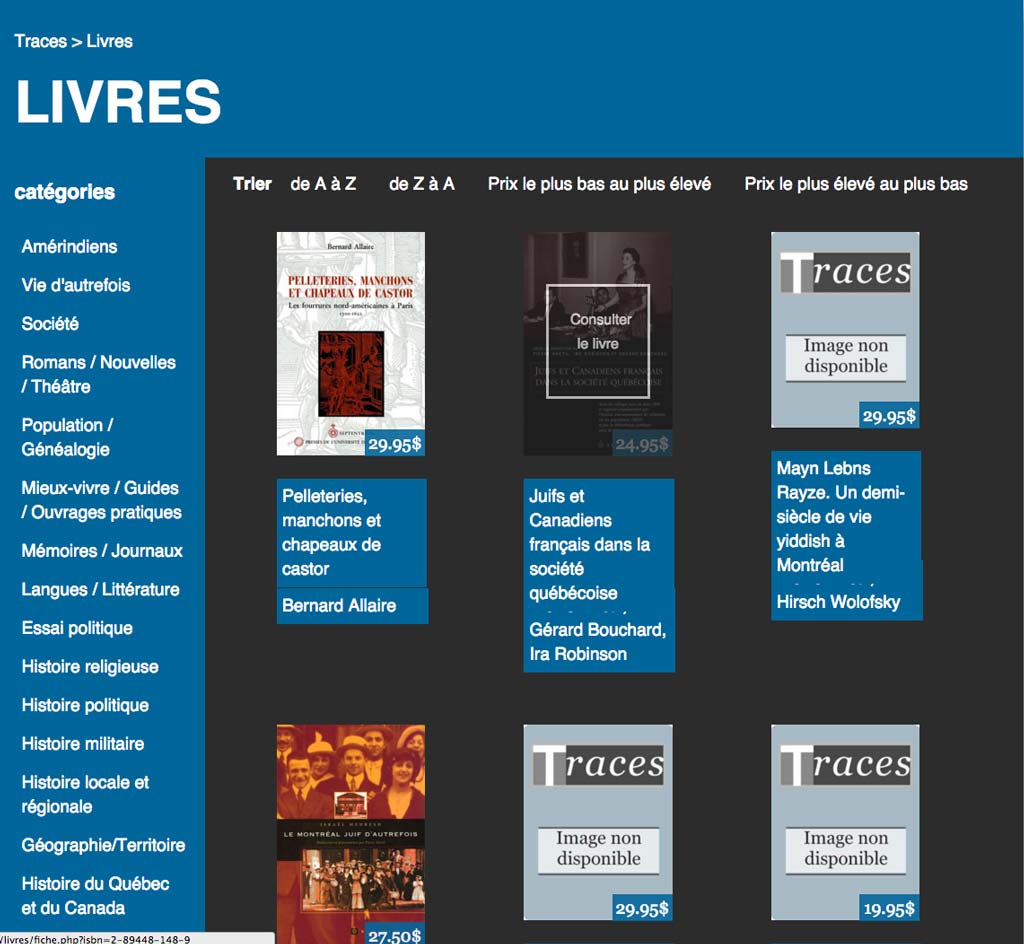 Traces > Livres
LIVRES
catégories
Amérindiens
Vie d'autrefois
Société
Romans / Nouvelles
/ Théâtre
Population /
Généalogie
Mieux-vivre / Guides
/ Ouvrages pratiques
Mémoires / Journaux
Langues / Littérature
Essai politique
Histoire religieuse
Histoire politique
Histoire militaire
Histoire locale et
régionale
Géographie/Territoire
Histoire du Québec
et du Canada
/livres/fiche.php?isbn=2-89448-148-9
Trier de A à Z de Z à A Prix le plus bas au plus élevé Prix le plus élevé au plus bas
Bernard Allaire
PELLETERIES, MANCHONS
ET CHAPEAUX DE CASTOR
Les fourrures nord-américaines à Paris
SEPTENTR
PRESSES DE L'UNIVERSITÉ D
29.95$
Pelleteries,
manchons et
chapeaux de
castor
Bernard Allaire
Consulter
le livre
JUIFS ET CANADIENS FRANÇAIS
DANS LA SOCIÉTÉ QUÉBÉCOISE
24.95$
Juifs et
Canadiens
français dans la
société
québécoise
Gérard Bouchard,
Ira Robinson
Traces
Image non
disponible
29.95$
Mayn Lebns
Rayze. Un demi-
siècle de vie
yiddish à
Montréal
Hirsch Wolofsky
LE MONTRÉAL JUIF D'AUTREFOIS
27.50$
Traces
Image non
disponible
29.95$
Traces
Image non
disponible
19.95$